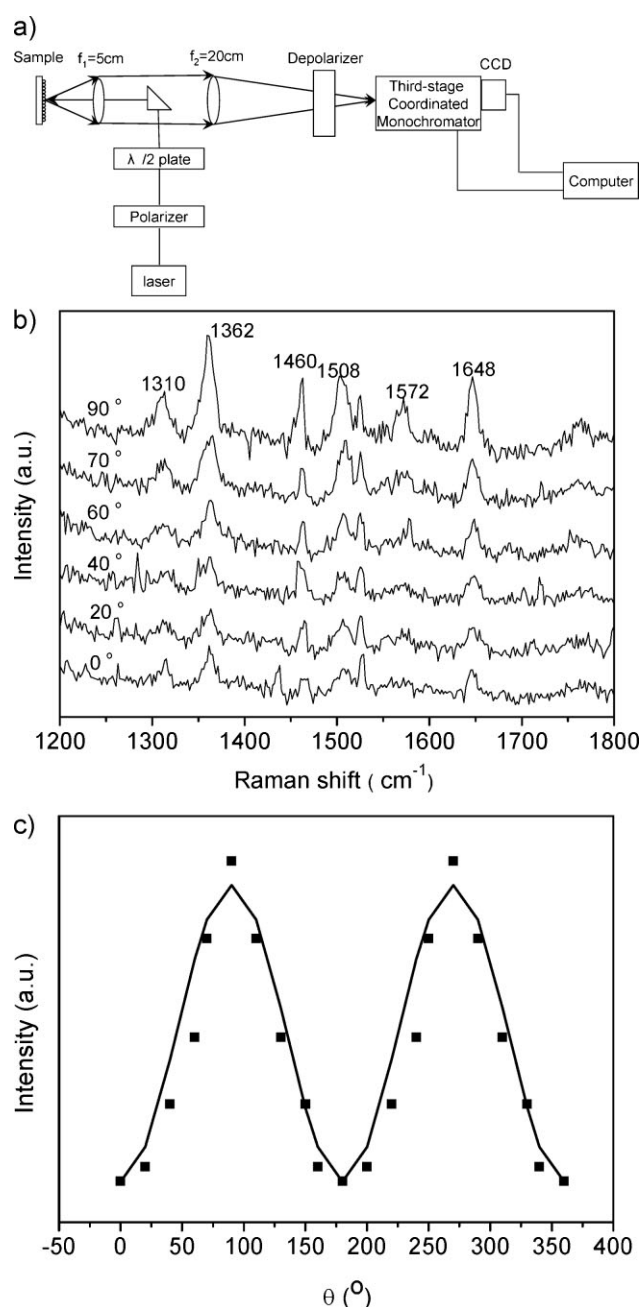 a)
Sample
f₁=5cm
f₂=20cm
Depolarizer
CCD
Third-stage
Coordinated
Monochromator
λ /2 plate
Polarizer
laser
Computer
b)
1310
1362
1460
1508
1572
1648
90 °
70 °
60 °
40 °
20 °
0 °
Intensity (a.u.)
1200 1300 1400 1500 1600 1700 1800
Raman shift ( cm⁻¹)
c)
Intensity (a.u.)
-50 0 50 100 150 200 250 300 350 400
θ (°)